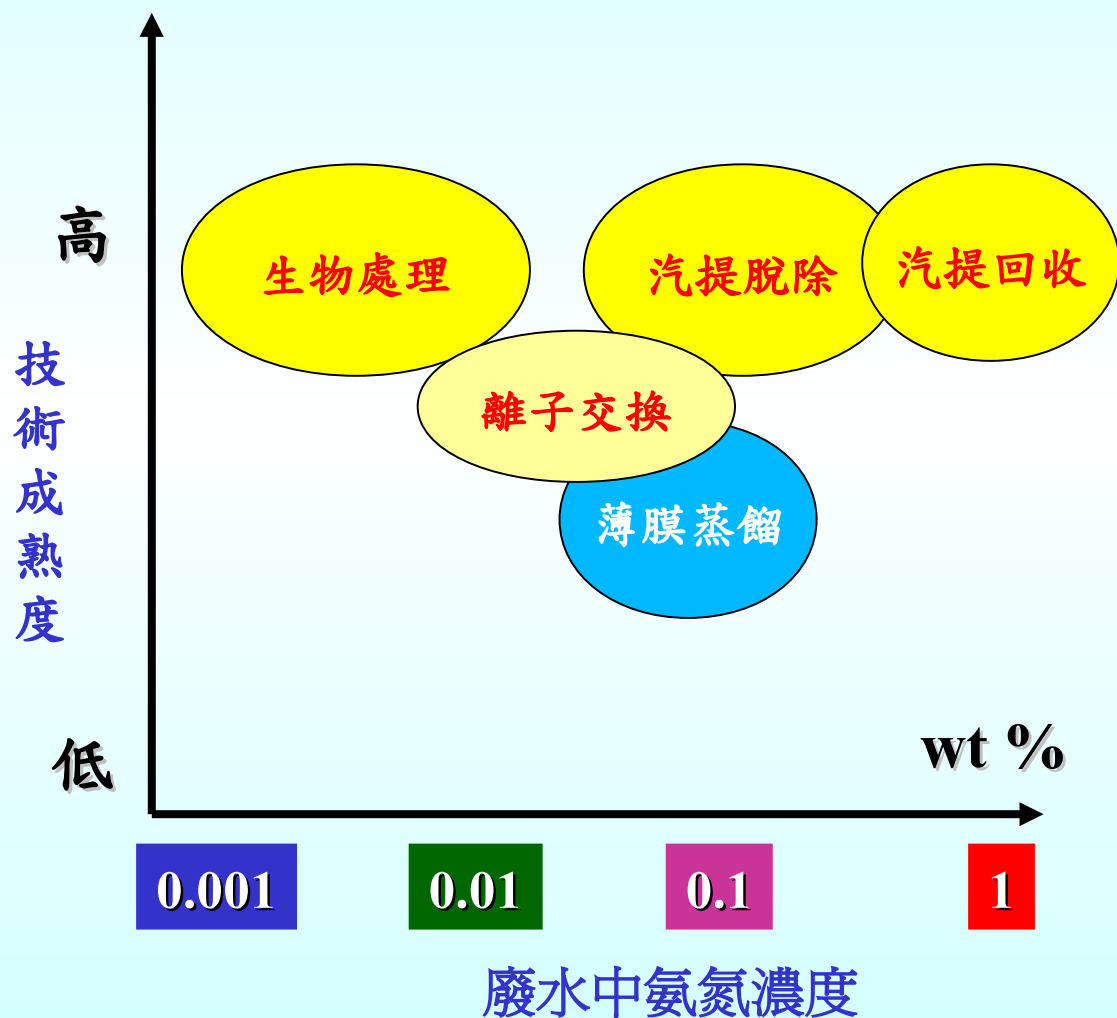 高
生物處理
汽提脫除
汽提回收
技術成熟度
離子交換
薄膜蒸餾
低
wt %
0.001
0.01
0.1
1
廢水中氨氮濃度